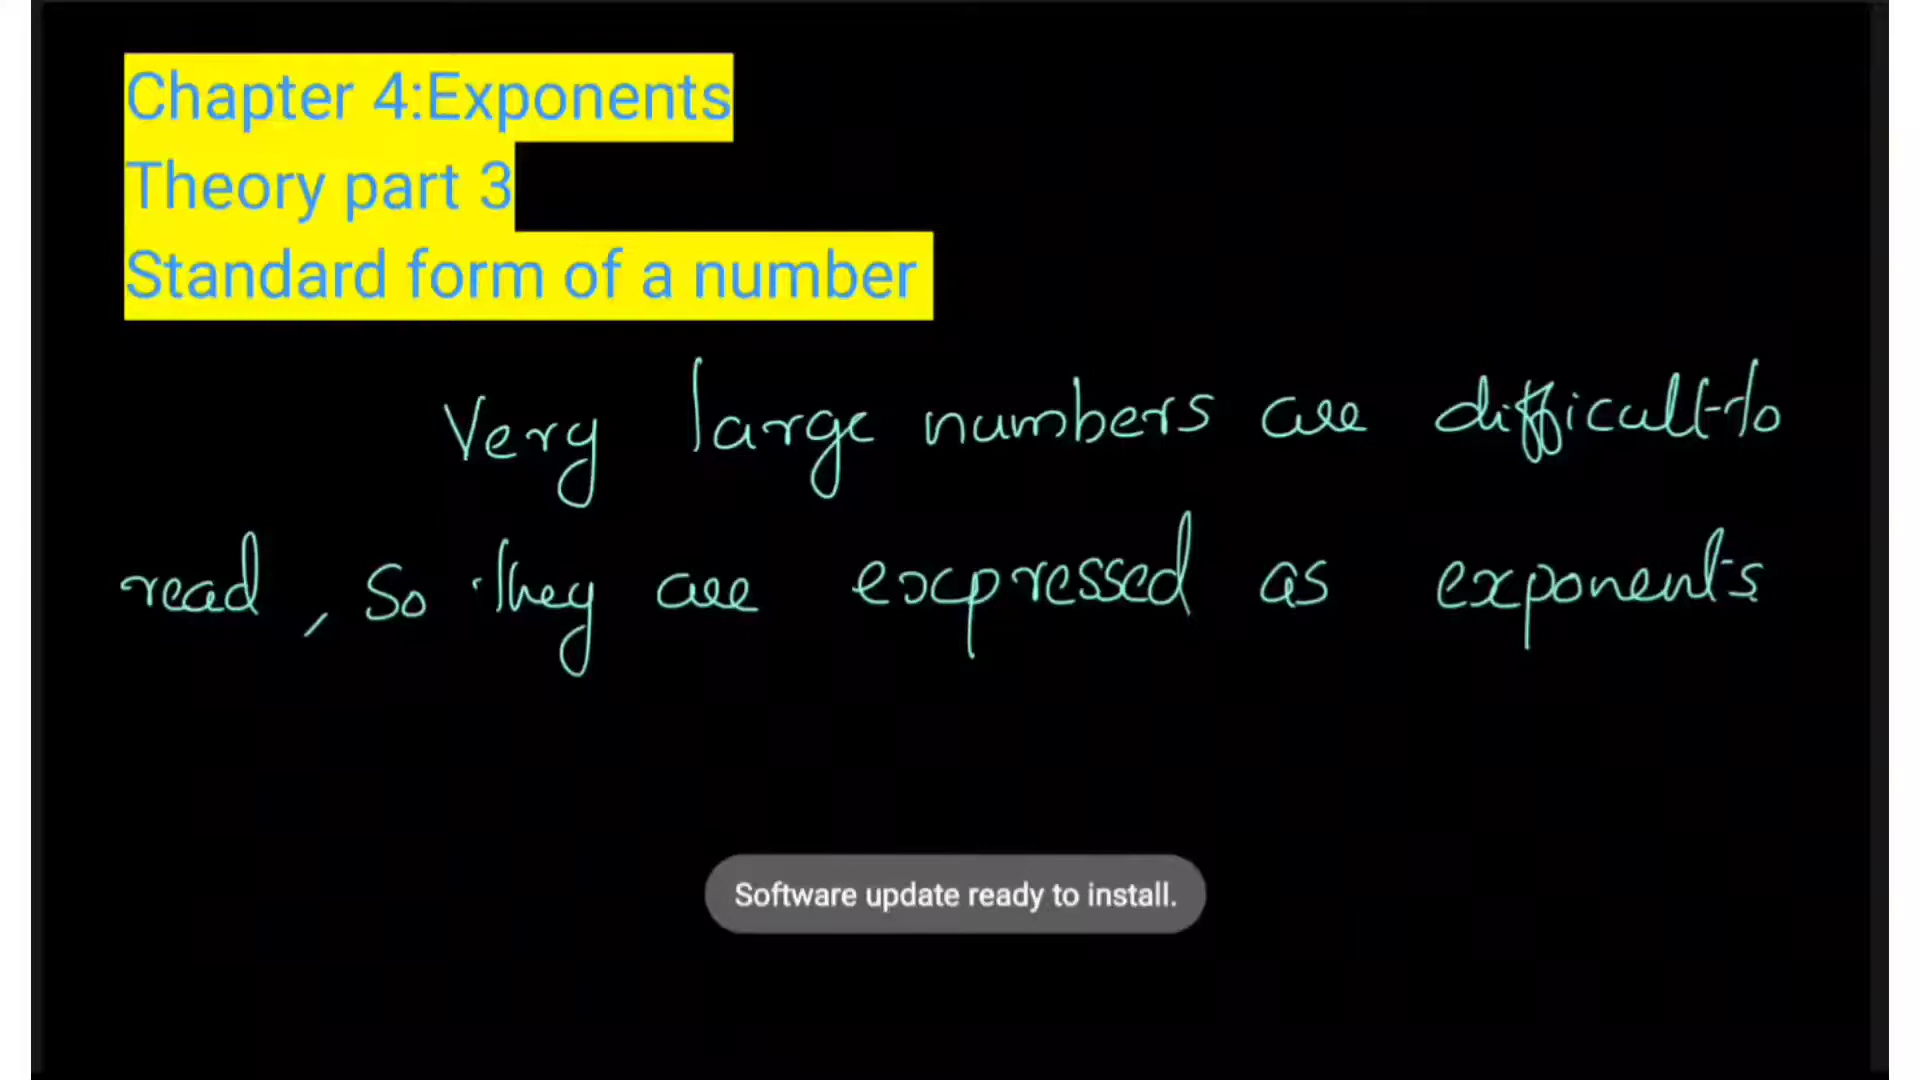 Chapter 4:Exponents
Theory part 3
Standard form of a number
Very large numbers are difficult to
read, So they are expressed as exponents
Software update ready to install.